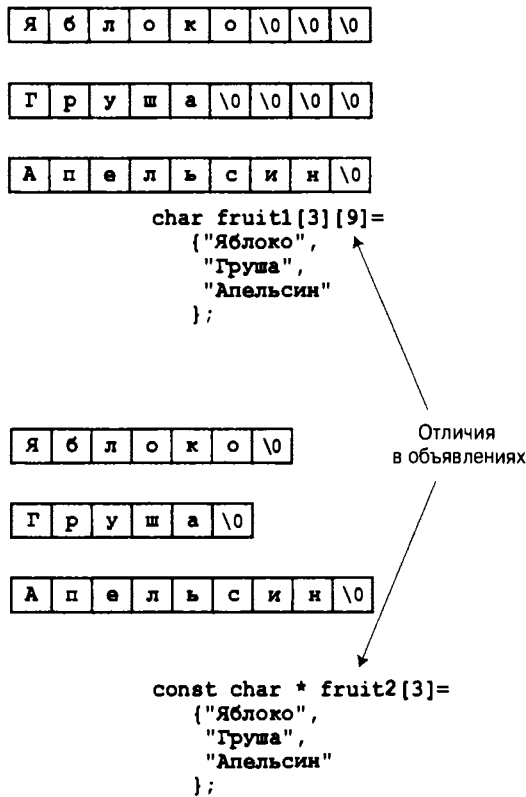 Я б л о к о \0 \0 \0
Г р у ш а \0 \0 \0 \0
А п е л ь с и н \0
char fruit1[3][9]=
{"Яблоко",
"Груша",
"Апельсин"
};
Отличия
в объявлениях
Я б л о к о \0
Г р у ш а \0
А п е л ь с и н \0
const char * fruit2[3]=
{"Яблоко",
"Груша",
"Апельсин"
};